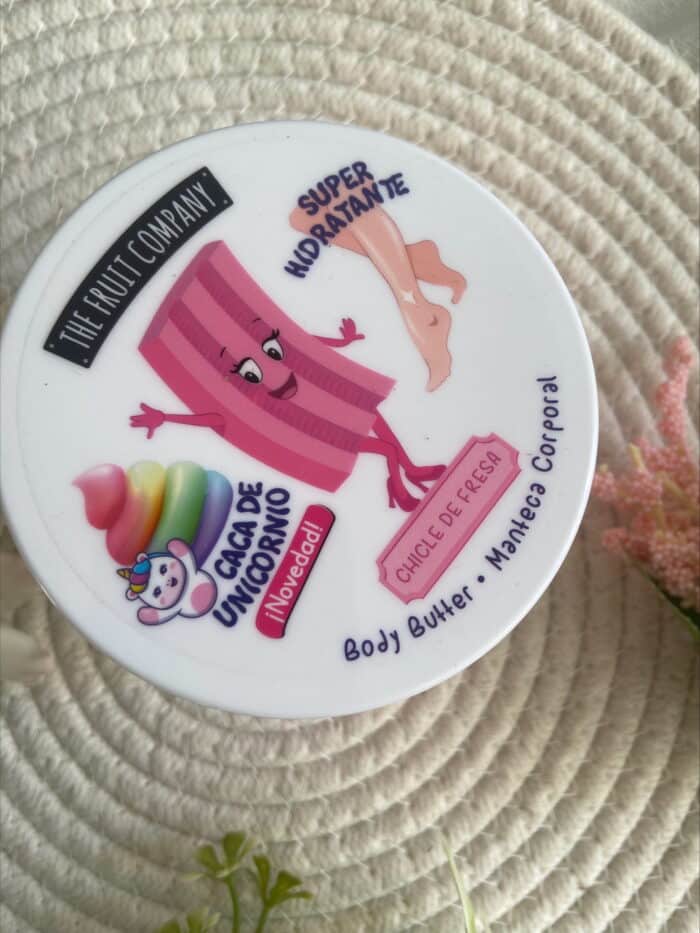 THE FRUIT COMPANY
SUPER
HIDRATANTE
CACA DE
UNICORNIO
¡Novedad!
CHICLE DE FRESA
Body Butter • Manteca Corporal